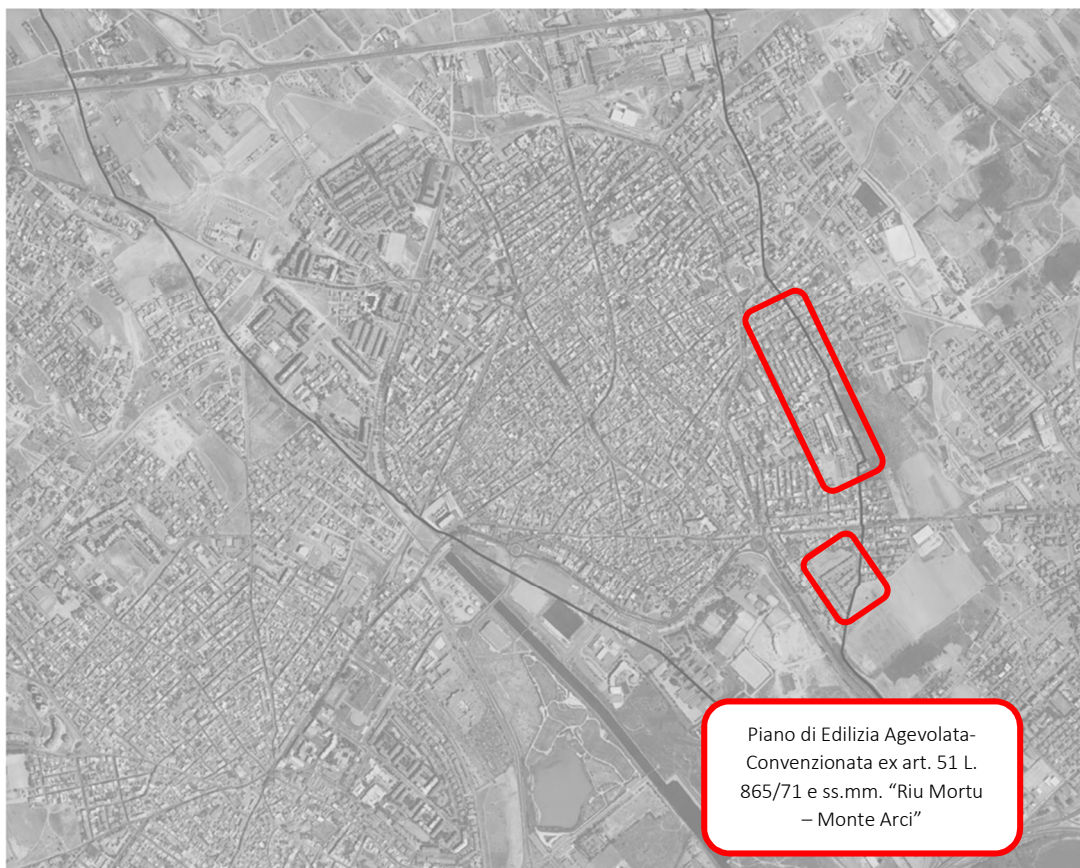 Piano di Edilizia Agevolata-
Convenzionata ex art. 51 L.
865/71 e ss.mm. “Riu Mortu
– Monte Arci”